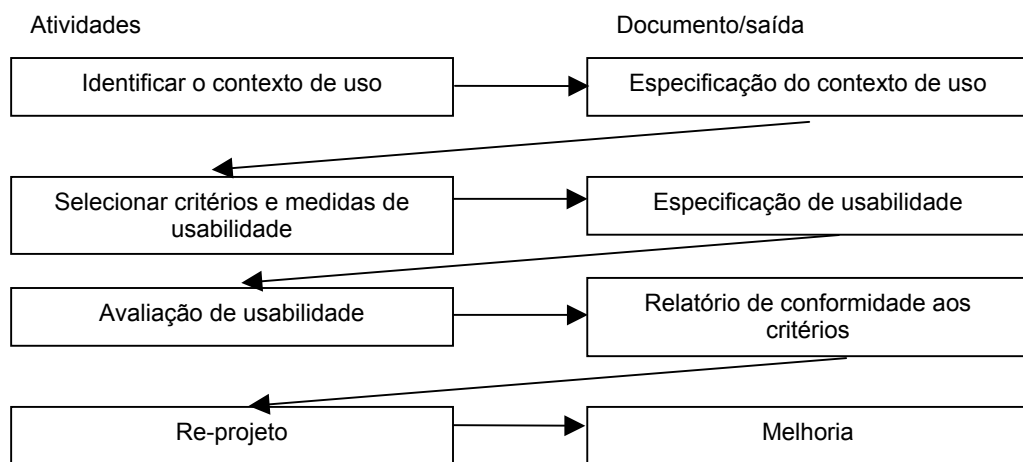 Atividades
Documento/saída
Identificar o contexto de uso
Especificação do contexto de uso
Selecionar critérios e medidas de
usabilidade
Especificação de usabilidade
Avaliação de usabilidade
Relatório de conformidade aos
critérios
Re-projeto
Melhoria